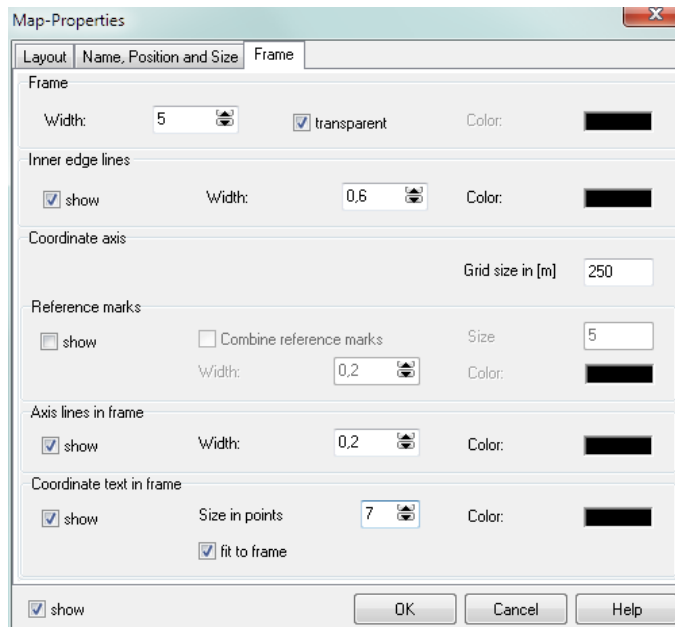 Map-Properties
Layout Name, Position and Size Frame
Frame
Width: 5 transparent Color:
Inner edge lines
show Width: 0,6 Color:
Coordinate axis
Grid size in [m] 250
Reference marks
show Combine reference marks Size 5
Width: 0,2 Color:
Axis lines in frame
show Width: 0,2 Color:
Coordinate text in frame
show Size in points 7 Color:
fit to frame
show OK Cancel Help